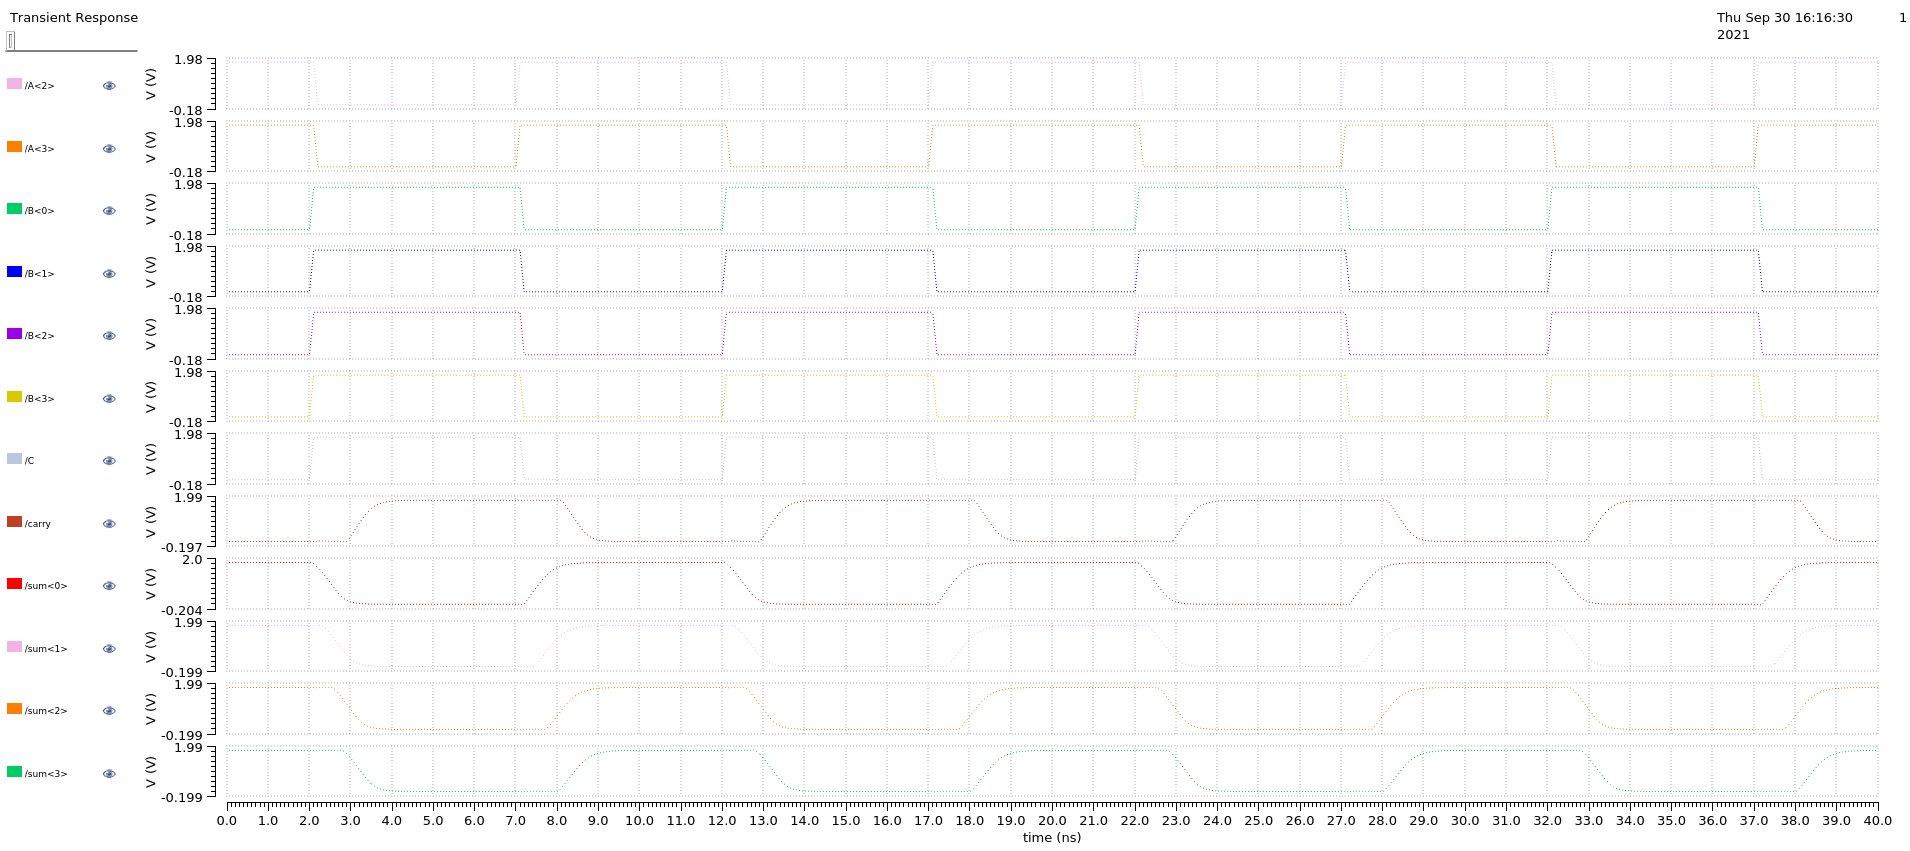 Transient Response
Thu Sep 30 16:16:30 1
2021
/A<2> V (V) 1.98 -0.18
/A<3> V (V) 1.98 -0.18
/B<0> V (V) 1.98 -0.18
/B<1> V (V) 1.98 -0.18
/B<2> V (V) 1.98 -0.18
/B<3> V (V) 1.98 -0.18
/C V (V) 1.98 -0.18
/carry V (V) 1.99 -0.197
/sum<0> V (V) 2.0 -0.204
/sum<1> V (V) 1.99 -0.199
/sum<2> V (V) 1.99 -0.199
/sum<3> V (V) 1.99 -0.199
0.0 1.0 2.0 3.0 4.0 5.0 6.0 7.0 8.0 9.0 10.0 11.0 12.0 13.0 14.0 15.0 16.0 17.0 18.0 19.0 20.0 21.0 22.0 23.0 24.0 25.0 26.0 27.0 28.0 29.0 30.0 31.0 32.0 33.0 34.0 35.0 36.0 37.0 38.0 39.0 40.0
time (ns)